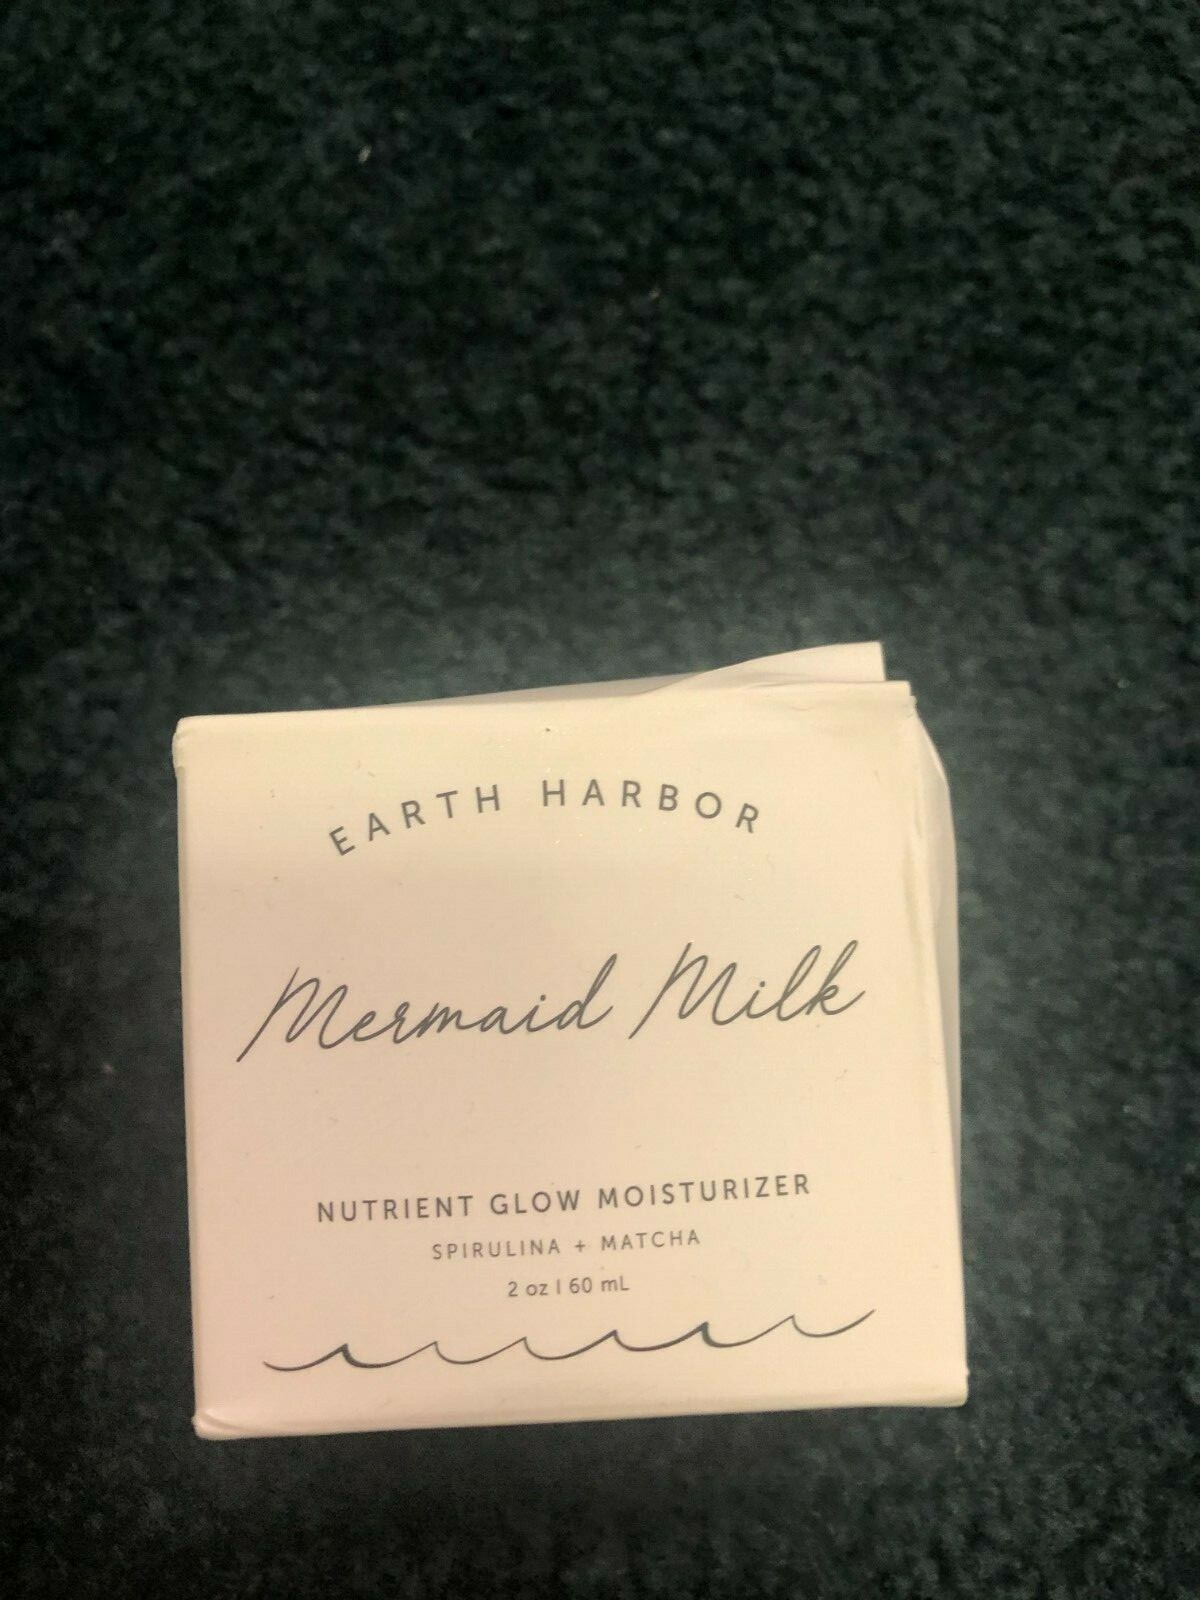 EARTH HARBOR
Mermaid Milk
NUTRIENT GLOW MOISTURIZER
SPIRULINA + MATCHA
2 oz | 60 mL